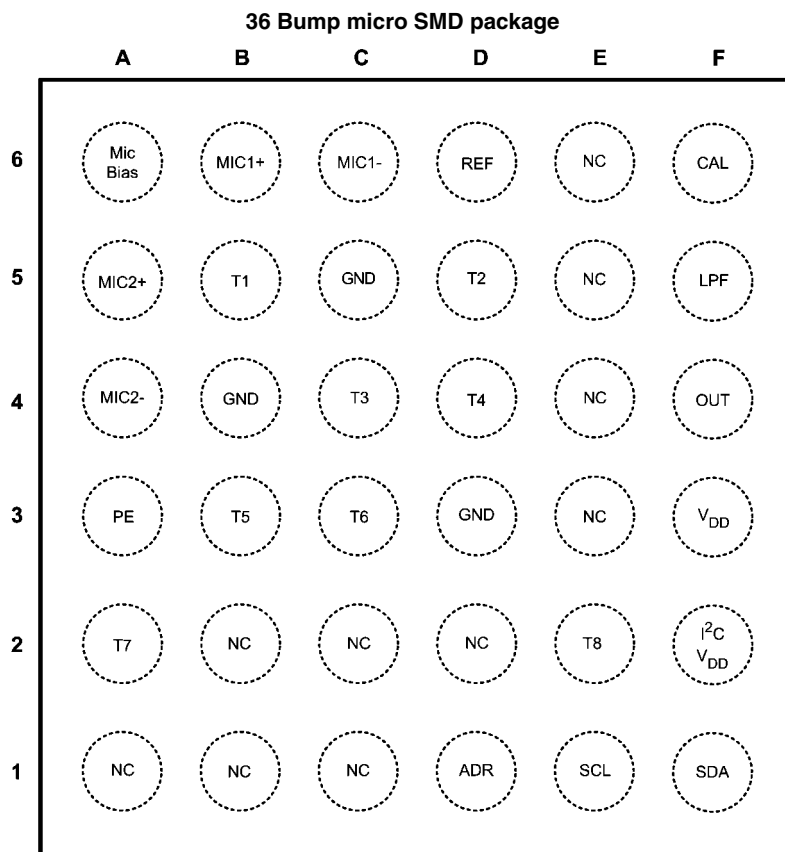 36 Bump micro SMD package
A B C D E F
6 Mic Bias MIC1+ MIC1- REF NC CAL
5 MIC2+ T1 GND T2 NC LPF
4 MIC2- GND T3 T4 NC OUT
3 PE T5 T6 GND NC VDD
2 T7 NC NC NC T8 I²C VDD
1 NC NC NC ADR SCL SDA